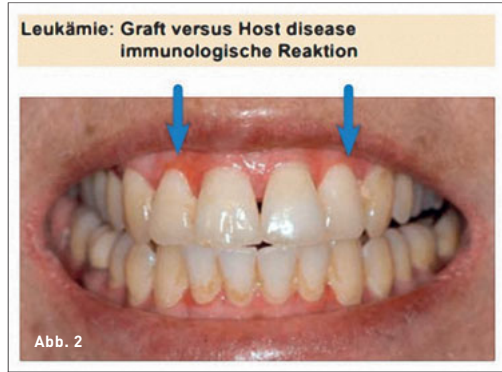 Leukämie: Graft versus Host disease
immunologische Reaktion
Abb. 2